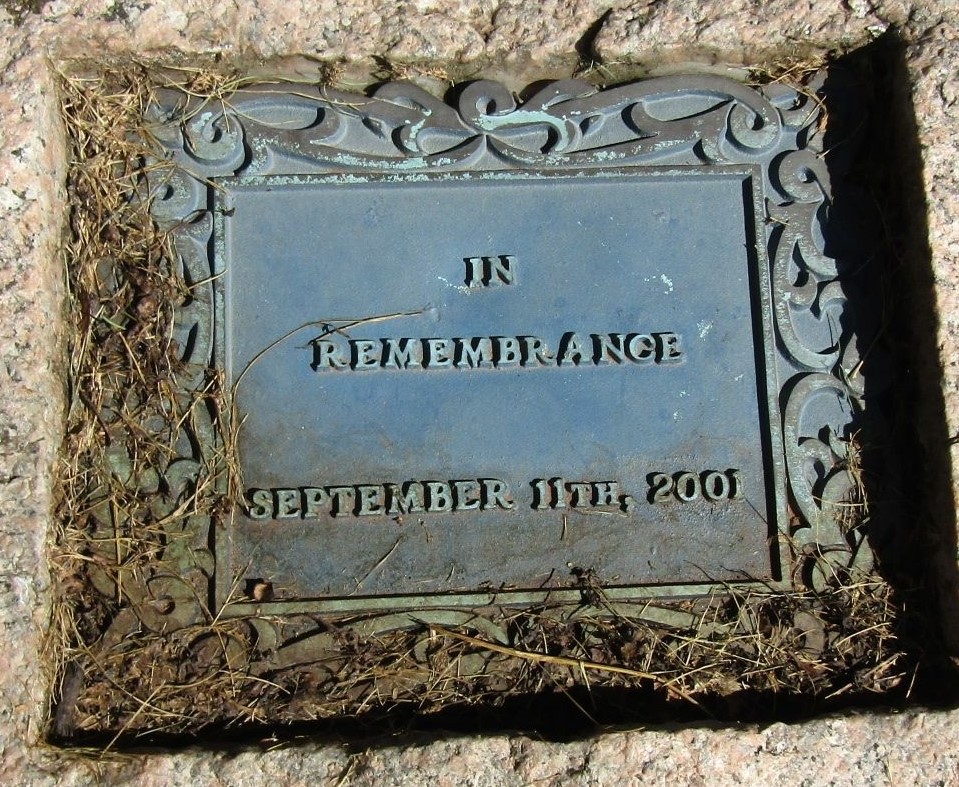 IN
REMEMBRANCE
SEPTEMBER 11TH, 2001